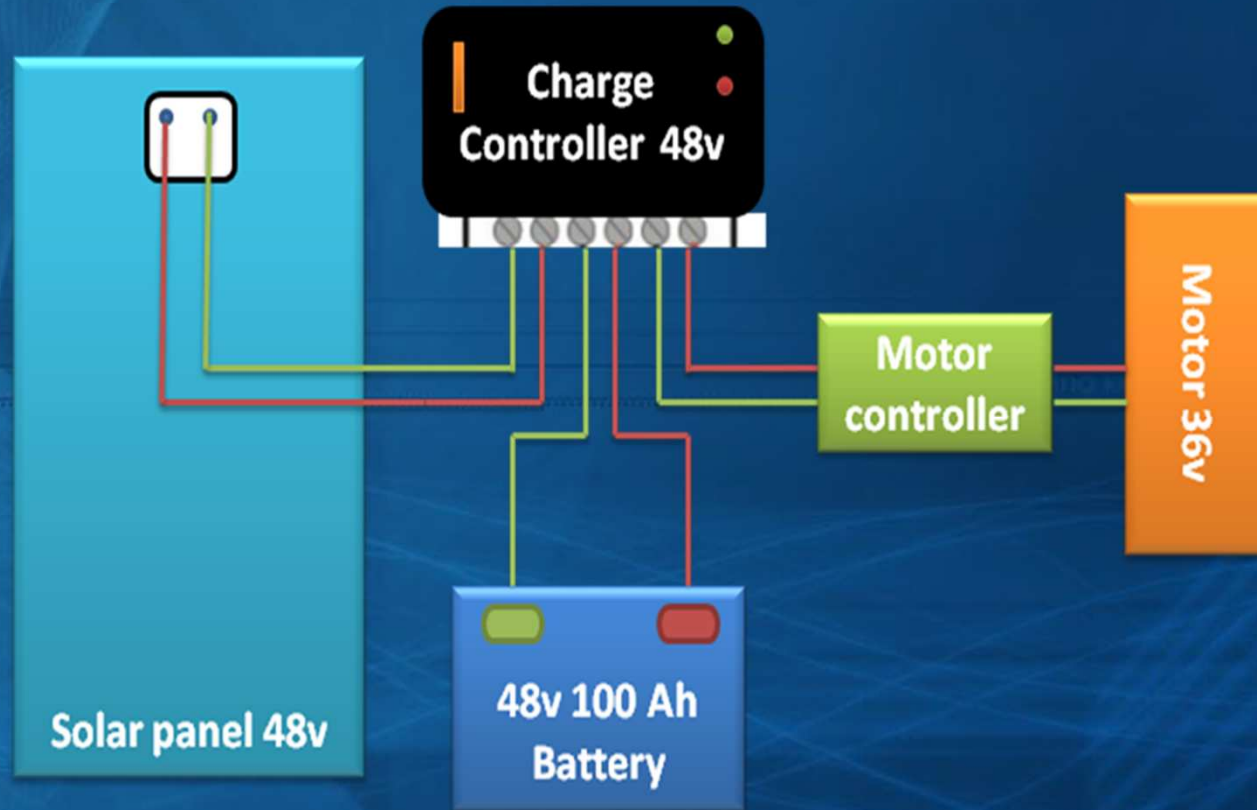 Charge
Controller 48v
Solar panel 48v
48v 100 Ah
Battery
Motor
controller
Motor 36v